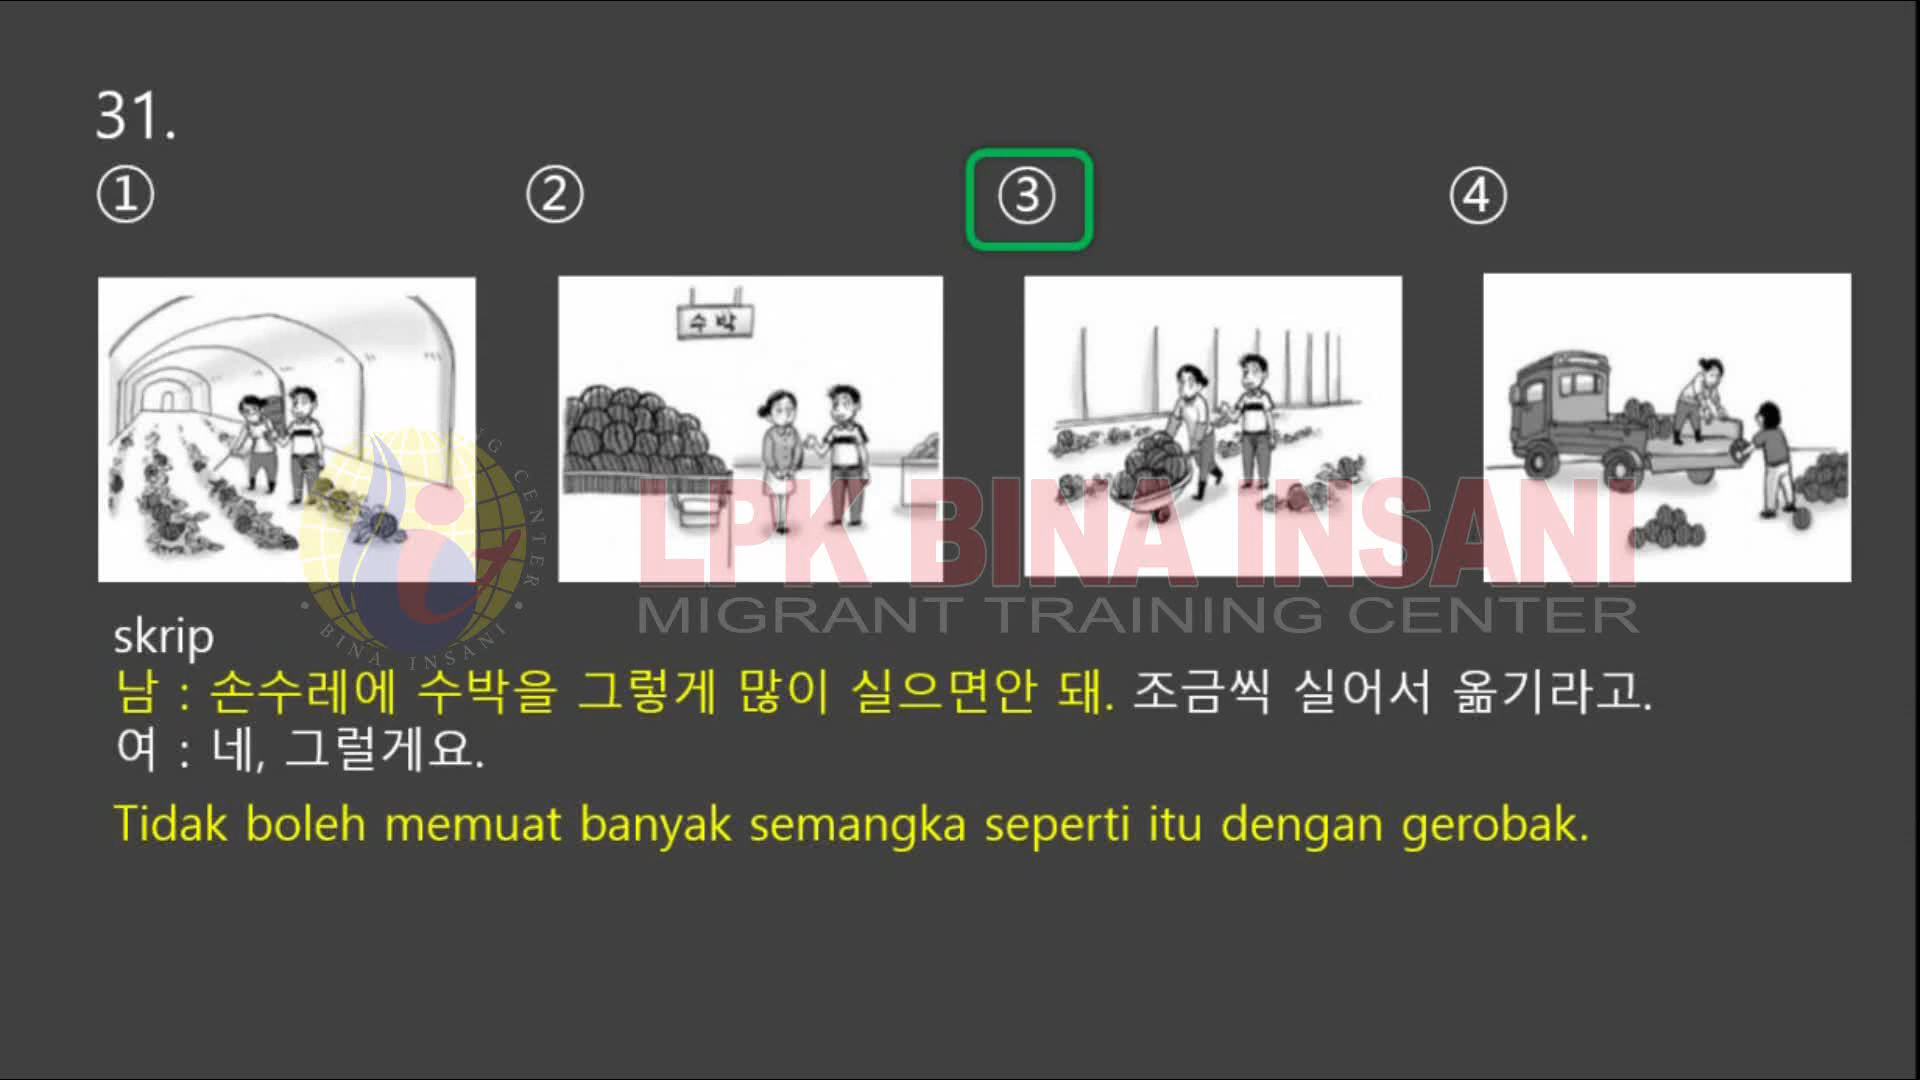 31.
① ② ③ ④
수박
LPK BINA INSANI
MIGRANT TRAINING CENTER
BINA INSANI
skrip
남 : 손수레에 수박을 그렇게 많이 실으면안 돼. 조금씩 실어서 옮기라고.
여 : 네, 그럴게요.
Tidak boleh memuat banyak semangka seperti itu dengan gerobak.